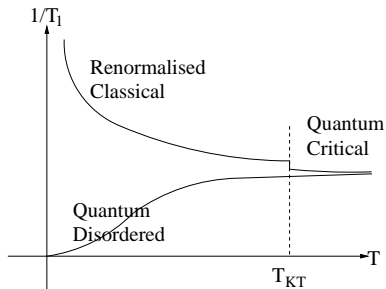 1/T1
Renormalised
Classical
Quantum
Critical
Quantum
Disordered
T
TKT